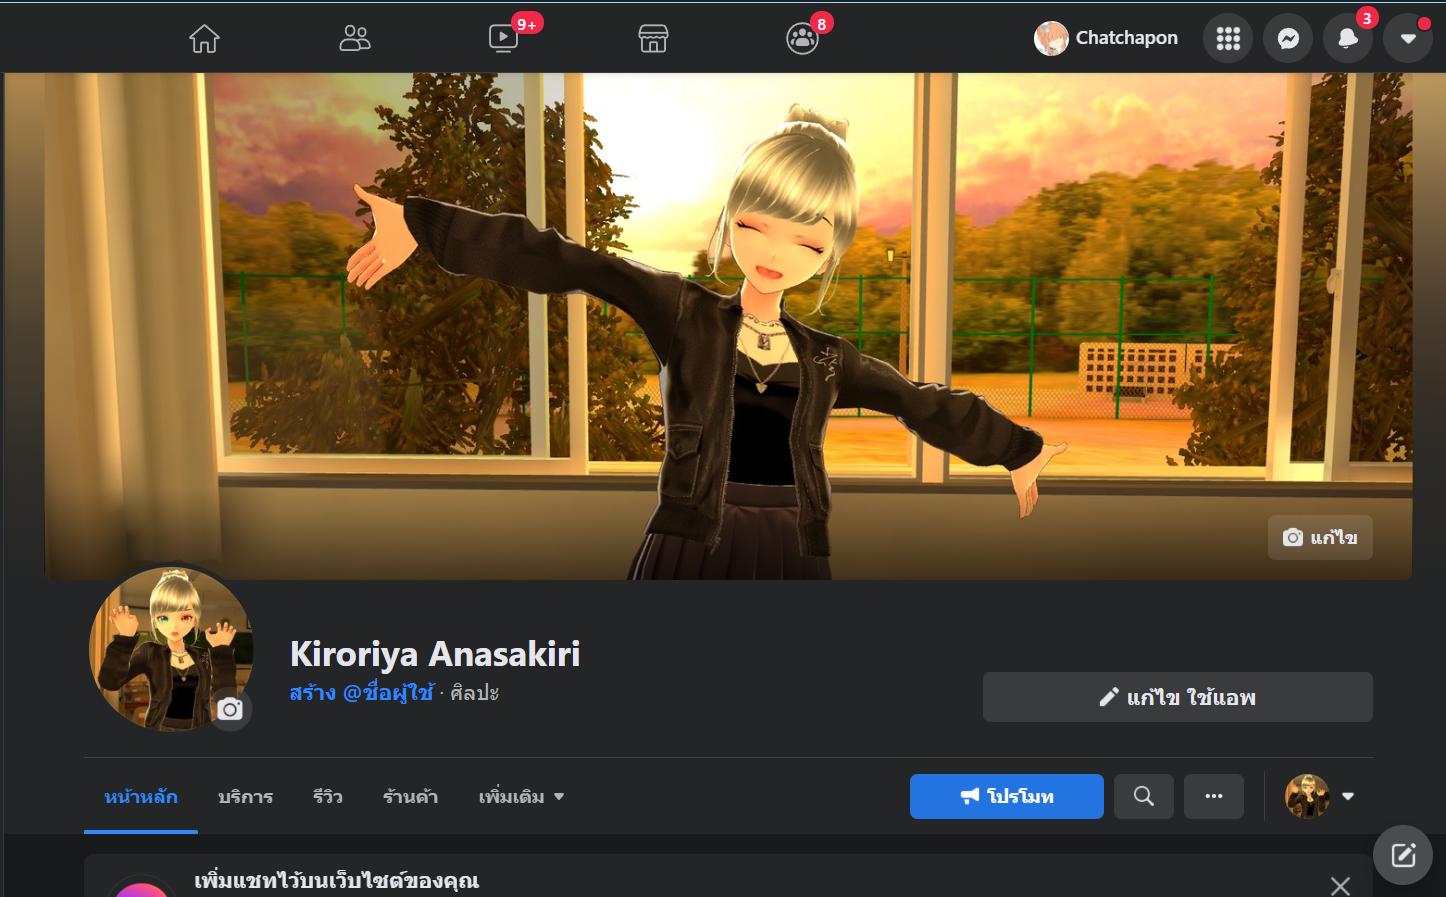 9+
8
Chatchapon
3
แก้ไข
Kiroriya Anasakiri
สร้าง @ชื่อผู้ใช้ · ศิลปะ
แก้ไข ใช้แอพ
หน้าหลัก บริการ รีวิว ร้านค้า เพิ่มเติม
โปรโมท
เพิ่มแชทไว้บนเว็บไซต์ของคุณ